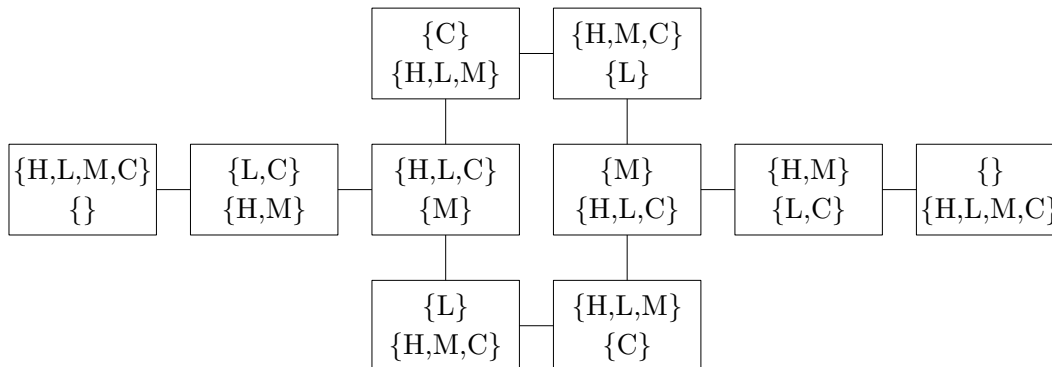 {C}
{H,L,M}
{H,M,C}
{L}
{H,L,M,C}
{}
{L,C}
{H,M}
{H,L,C}
{M}
{M}
{H,L,C}
{H,M}
{L,C}
{}
{H,L,M,C}
{L}
{H,M,C}
{H,L,M}
{C}